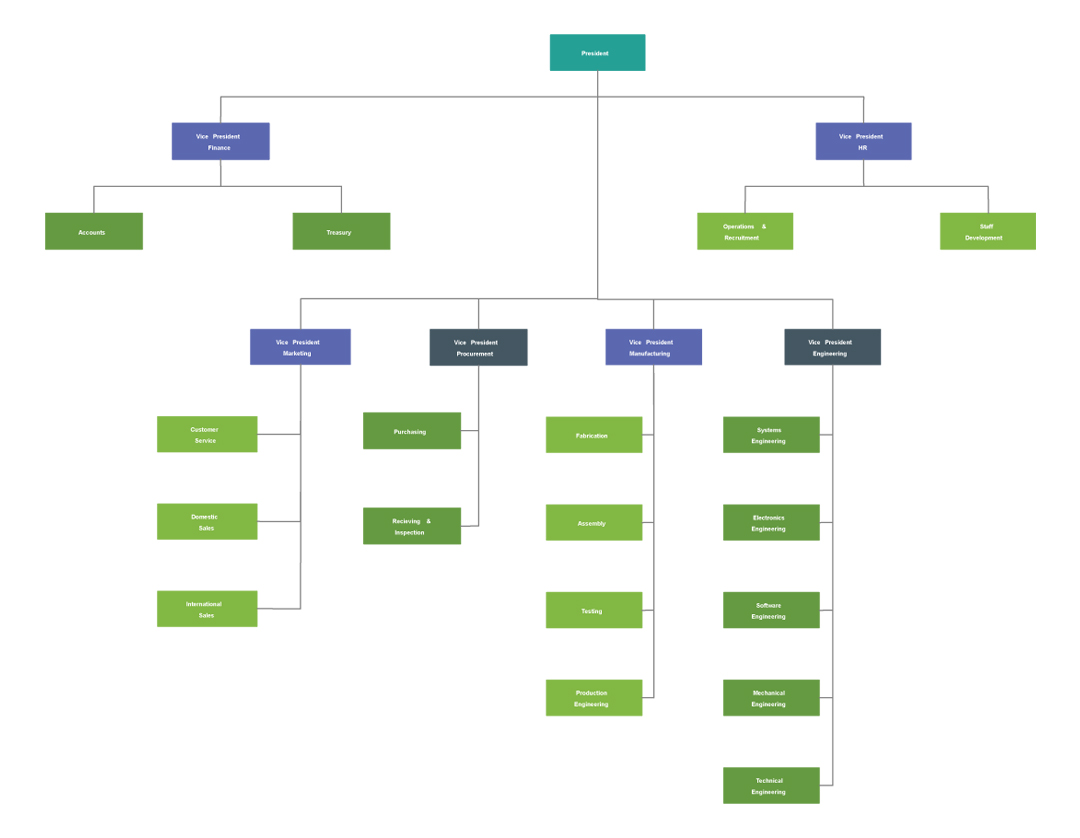 President
Vice President
Finance
Vice President
HR
Accounts
Treasury
Operations &
Recruitment
Staff
Development
Vice President
Marketing
Vice President
Procurement
Vice President
Manufacturing
Vice President
Engineering
Customer
Service
Domestic
Sales
International
Sales
Purchasing
Recieving &
Inspection
Fabrication
Assembly
Testing
Production
Engineering
Systems
Engineering
Electronics
Engineering
Software
Engineering
Mechanical
Engineering
Technical
Engineering